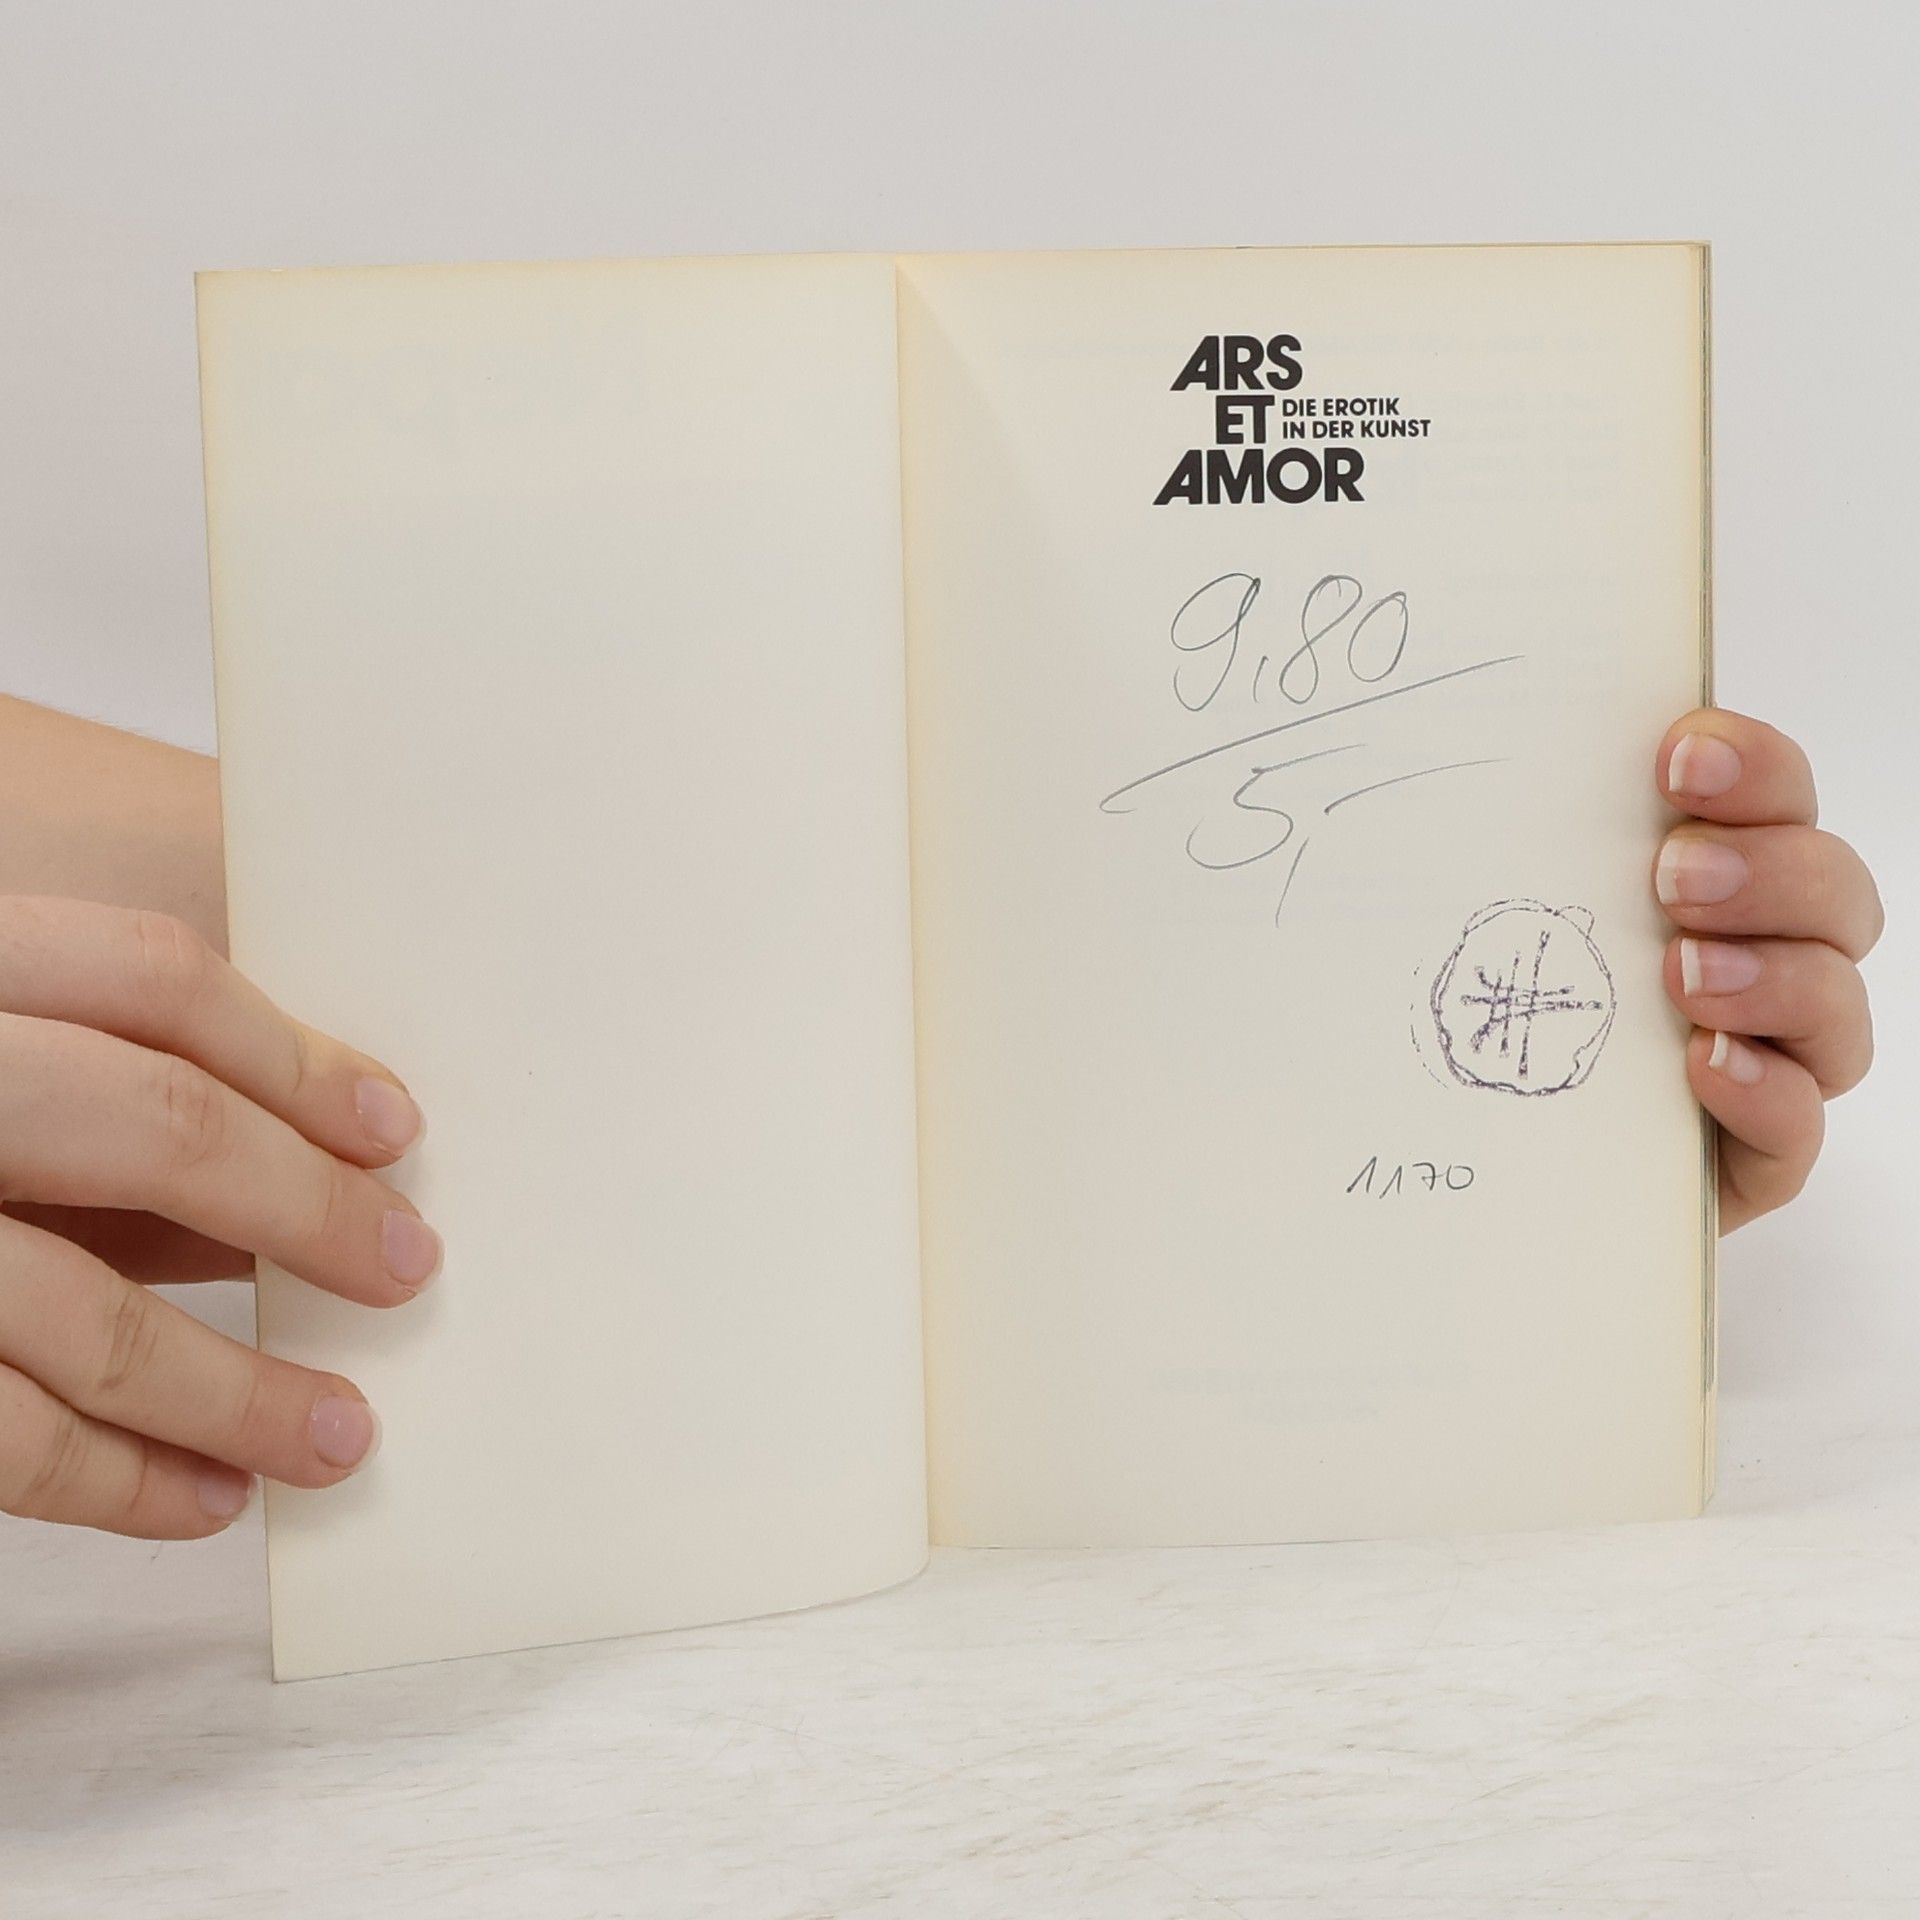 ARS
ET DIE EROTIK
IN DER KUNST
AMOR
9,80
5,-
1170